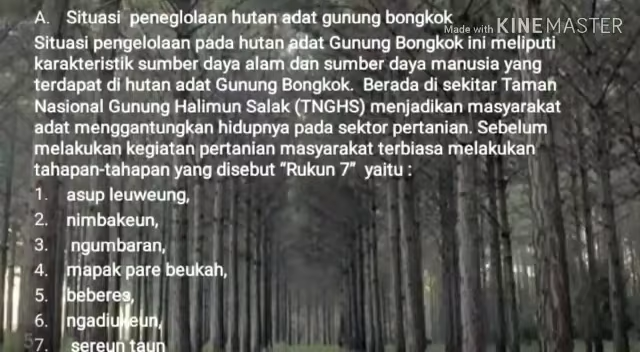 A. Situasi peneglolaan hutan adat gunung bongkok
Made with KINEMASTER
Situasi pengelolaan pada hutan adat Gunung Bongkok ini meliputi
karakteristik sumber daya alam dan sumber daya manusia yang
terdapat di hutan adat Gunung Bongkok. Berada di sekitar Taman
Nasional Gunung Halimun Salak (TNGHS) menjadikan masyarakat
adat menggantungkan hidupnya pada sektor pertanian. Sebelum
melakukan kegiatan pertanian masyarakat terbiasa melakukan
tahapan-tahapan yang disebut "Rukun 7" yaitu :
1. asup leuweung,
2. nimbakeun,
3. ngumbaran,
4. mapak pare beukah,
5. beberes,
6. ngadiukeun,
7. sereun taun